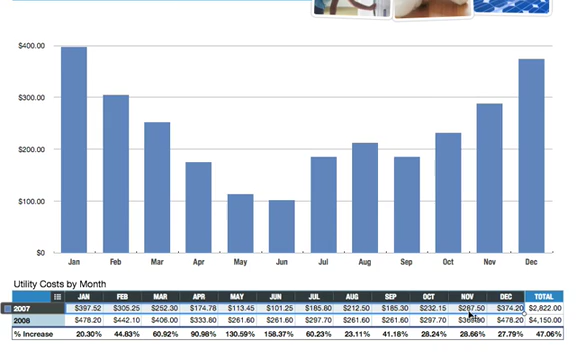 $400.00
$300.00
$200.00
$100.00
$0
Jan Feb Mar Apr May Jun Jul Aug Sep Oct Nov Dec
Utility Costs by Month
JAN FEB MAR APR MAY JUN JUL AUG SEP OCT NOV DEC TOTAL
2007 $397.52 $305.25 $252.30 $174.78 $113.45 $101.25 $185.80 $212.50 $185.30 $232.15 $287.50 $374.20 $2,822.00
2008 $478.20 $442.10 $406.00 $333.80 $261.60 $261.60 $297.70 $261.60 $261.60 $297.70 $478.20 $4,150.00
% Increase 20.30% 44.83% 60.92% 90.98% 130.59% 158.37% 60.23% 23.11% 41.18% 28.24% 28.66% 27.79% 47.06%